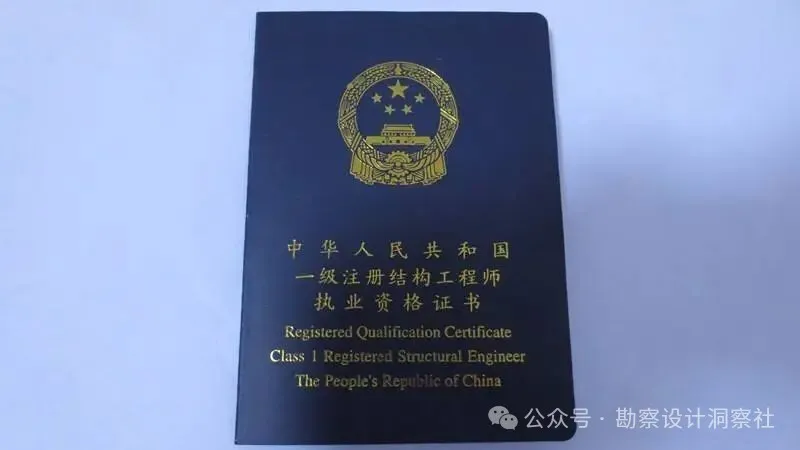 中华人民共和国
一级注册结构工程师
执业资格证书
Registered Qualification Certificate
Class 1 Registered Structural Engineer
The People's Republic of China
公众号·勘察设计洞察社